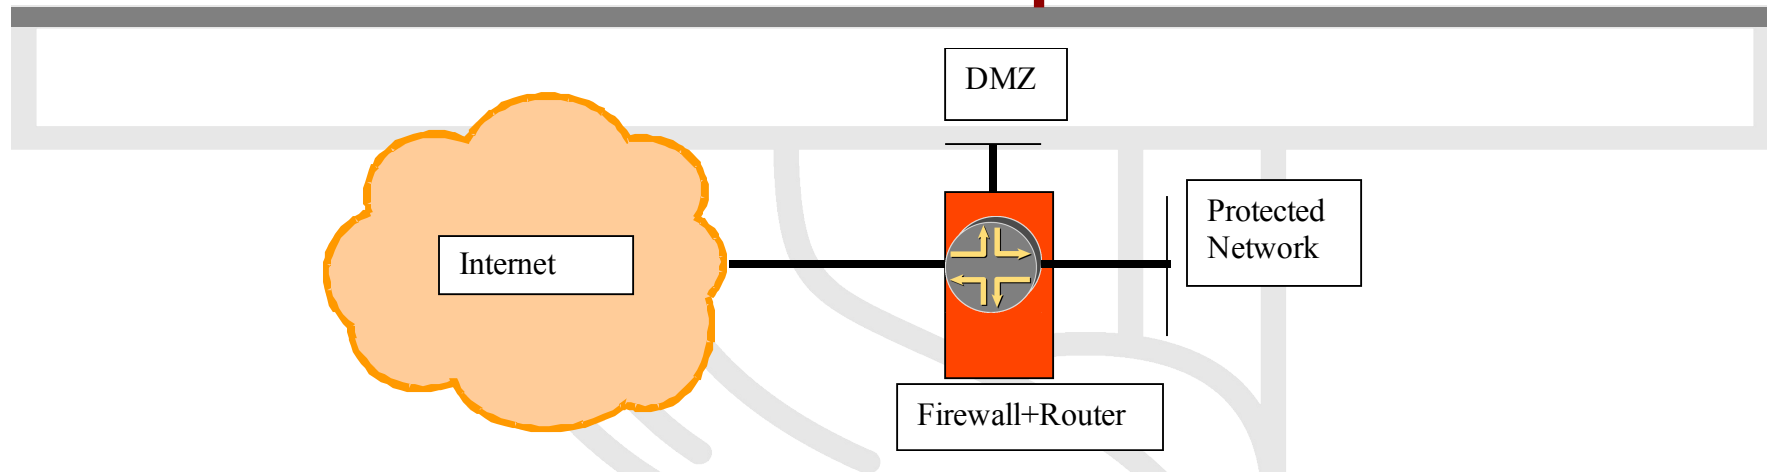 DMZ
Protected
Network
Internet
Firewall+Router